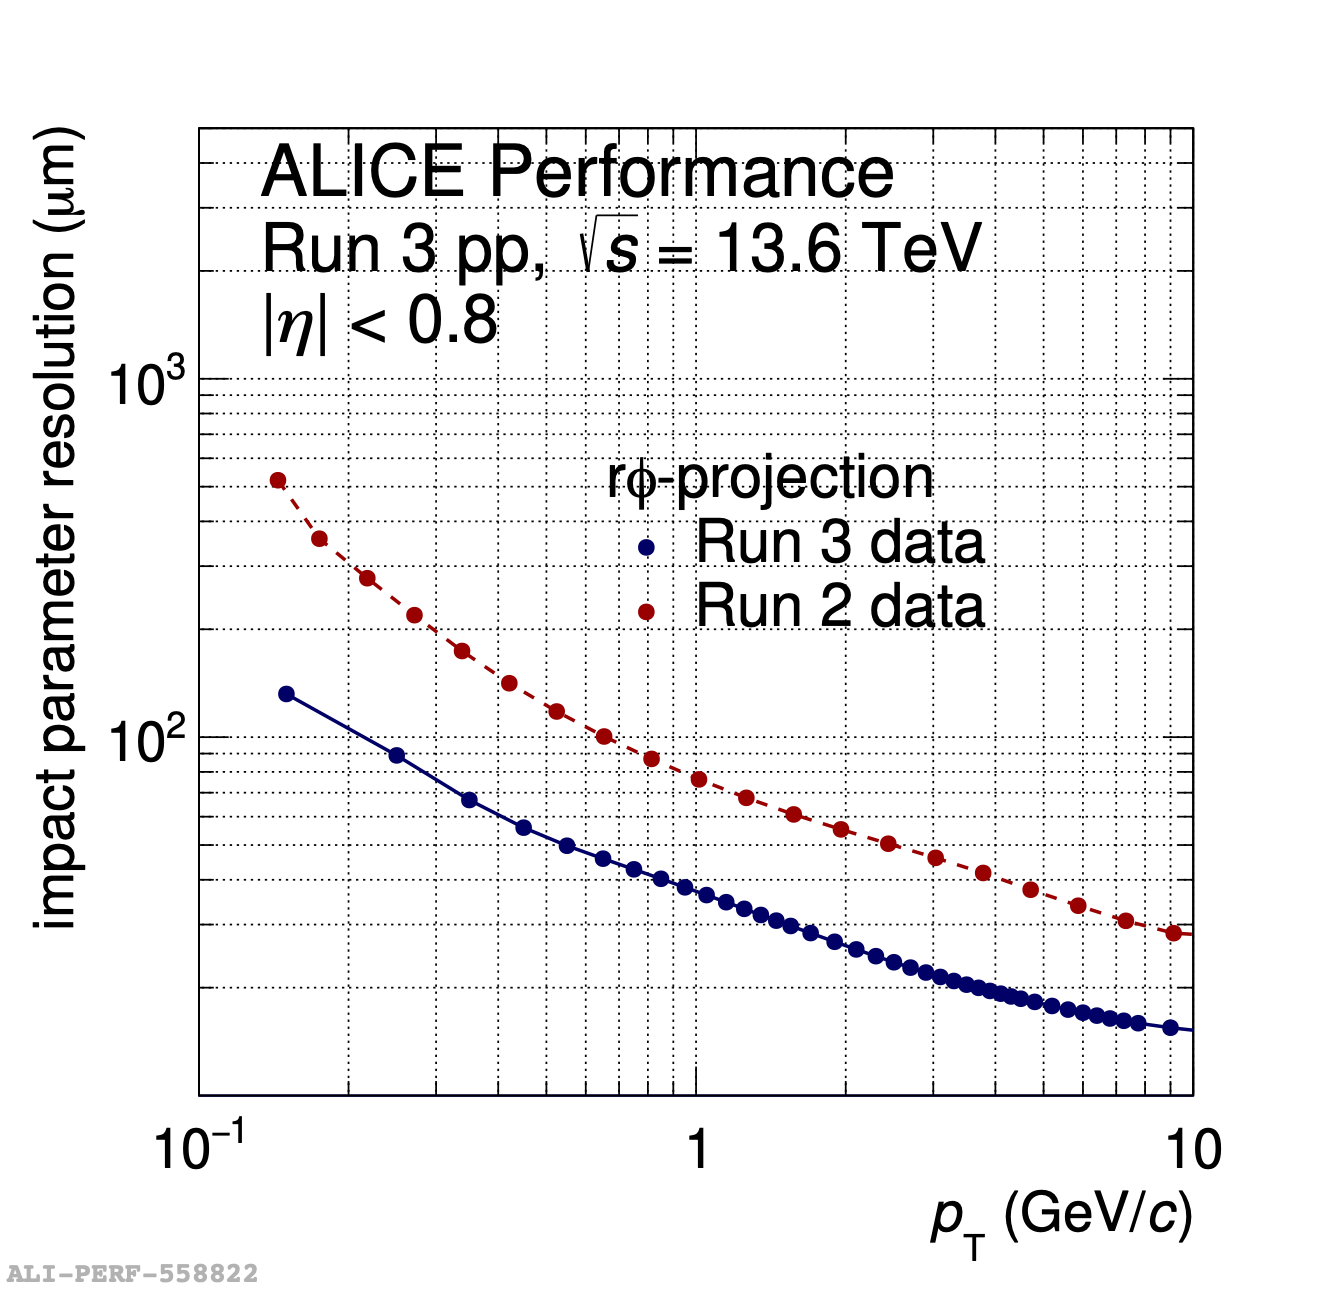 ALICE Performance
Run 3 pp, √s = 13.6 TeV
|η| < 0.8
impact parameter resolution (μm)
10³
rϕ-projection
Run 3 data
Run 2 data
10²
10⁻¹
1
10
p_T (GeV/c)
ALI-PERF-558822